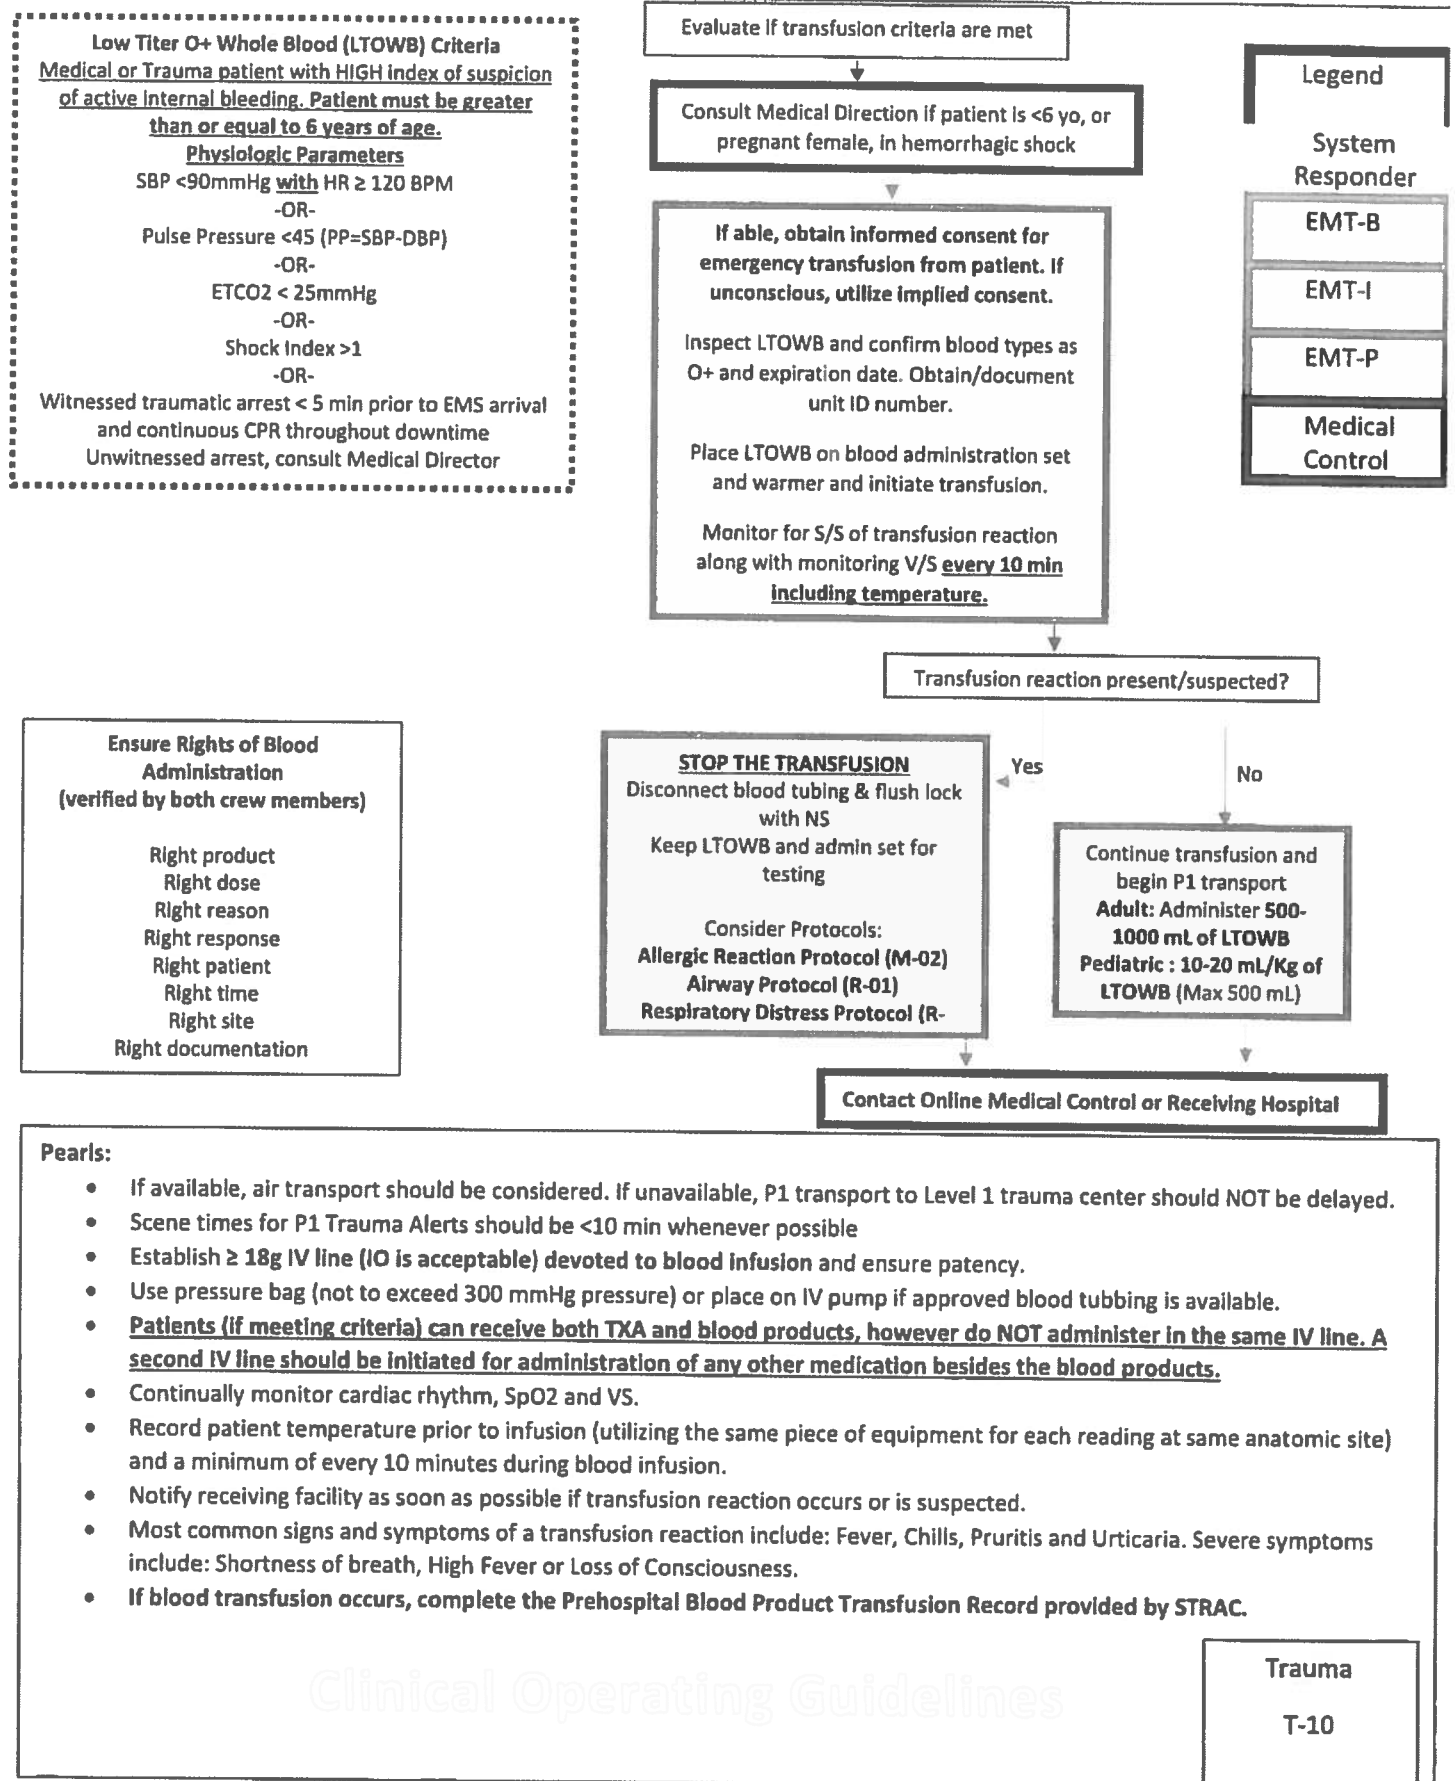 Low Titer O+ Whole Blood (LTOWB) Criteria
Medical or Trauma patient with HIGH index of suspicion
of active internal bleeding. Patient must be greater
than or equal to 6 years of age.
Physiologic Parameters
SBP <90mmHg with HR ≥ 120 BPM
-OR-
Pulse Pressure <45 (PP=SBP-DBP)
-OR-
ETCO2 < 25mmHg
-OR-
Shock Index >1
-OR-
Witnessed traumatic arrest < 5 min prior to EMS arrival
and continuous CPR throughout downtime
Unwitnessed arrest, consult Medical Director
Evaluate if transfusion criteria are met
Consult Medical Direction if patient is <6 yo, or
pregnant female, in hemorrhagic shock
If able, obtain informed consent for
emergency transfusion from patient. If
unconscious, utilize implied consent.
Inspect LTOWB and confirm blood types as
O+ and expiration date. Obtain/document
unit ID number.
Place LTOWB on blood administration set
and warmer and initiate transfusion.
Monitor for S/S of transfusion reaction
along with monitoring V/S every 10 min
including temperature.
Legend
System
Responder
EMT-B
EMT-I
EMT-P
Medical
Control
Transfusion reaction present/suspected?
Yes
No
Ensure Rights of Blood
Administration
(verified by both crew members)
Right product
Right dose
Right reason
Right response
Right patient
Right time
Right site
Right documentation
STOP THE TRANSFUSION
Disconnect blood tubing & flush lock
with NS
Keep LTOWB and admin set for
testing
Consider Protocols:
Allergic Reaction Protocol (M-02)
Airway Protocol (R-01)
Respiratory Distress Protocol (R-
Continue transfusion and
begin P1 transport
Adult: Administer 500-
1000 mL of LTOWB
Pediatric : 10-20 mL/Kg of
LTOWB (Max 500 mL)
Contact Online Medical Control or Receiving Hospital
Pearls:
• If available, air transport should be considered. If unavailable, P1 transport to Level 1 trauma center should NOT be delayed.
• Scene times for P1 Trauma Alerts should be <10 min whenever possible
• Establish ≥ 18g IV line (IO is acceptable) devoted to blood infusion and ensure patency.
• Use pressure bag (not to exceed 300 mmHg pressure) or place on IV pump if approved blood tubbing is available.
• Patients (if meeting criteria) can receive both TXA and blood products, however do NOT administer in the same IV line. A
second IV line should be initiated for administration of any other medication besides the blood products.
• Continually monitor cardiac rhythm, SpO2 and VS.
• Record patient temperature prior to infusion (utilizing the same piece of equipment for each reading at same anatomic site)
and a minimum of every 10 minutes during blood infusion.
• Notify receiving facility as soon as possible if transfusion reaction occurs or is suspected.
• Most common signs and symptoms of a transfusion reaction include: Fever, Chills, Pruritis and Urticaria. Severe symptoms
include: Shortness of breath, High Fever or Loss of Consciousness.
• If blood transfusion occurs, complete the Prehospital Blood Product Transfusion Record provided by STRAC.
Clinical Operating Guidelines
Trauma
T-10